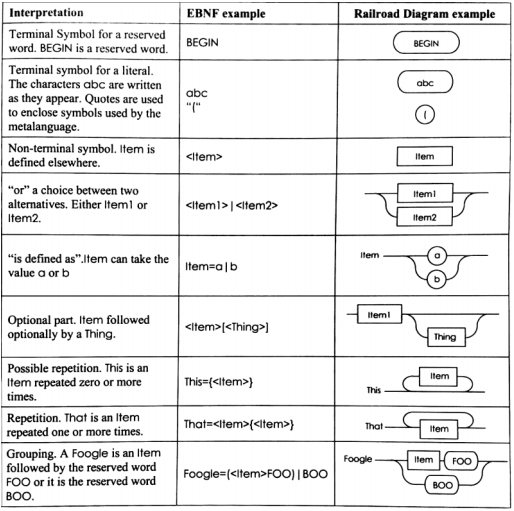 Interpretation
EBNF example
Railroad Diagram example
Terminal Symbol for a reserved
word. BEGIN is a reserved word.
BEGIN
BEGIN
Terminal symbol for a literal.
The characters abc are written
as they appear. Quotes are used
to enclose symbols used by the
metalanguage.
abc
"("
abc
(
Non-terminal symbol. Item is
defined elsewhere.
<Item>
Item
"or" a choice between two
alternatives. Either Item1 or
Item2.
<Item1>|<Item2>
Item1
Item2
"is defined as".Item can take the
value a or b
Item=a|b
Item
a
b
Optional part. Item followed
optionally by a Thing.
<Item>[<Thing>]
Item1
Thing
Possible repetition. This is an
Item repeated zero or more
times.
This={<Item>}
Item
This
Repetition. That is an Item
repeated one or more times.
That=<Item>{<Item>}
That
Item
Grouping. A Foogle is an Item
followed by the reserved word
FOO or it is the reserved word
BOO.
Foogle=(<Item>FOO)|BOO
Foogle
Item
FOO
BOO